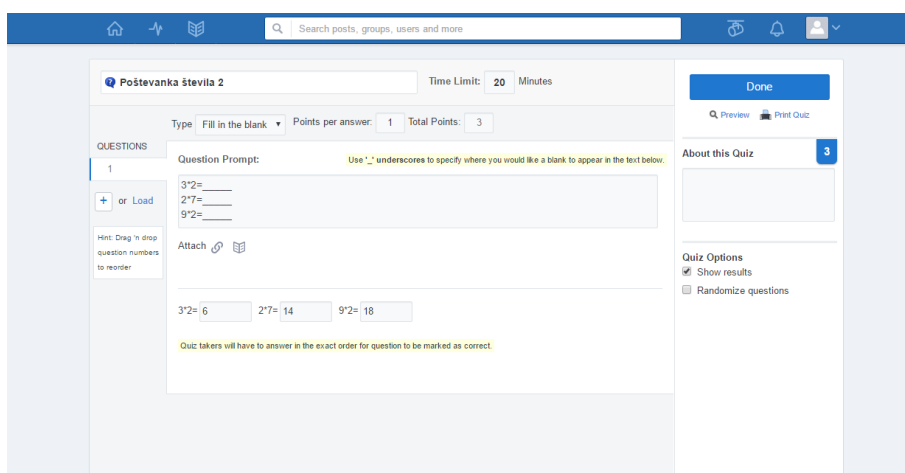 Search posts, groups, users and more
Poštevanka števila 2
Time Limit: 20 Minutes
Done
Preview Print Quiz
Type Fill in the blank Points per answer: 1 Total Points: 3
QUESTIONS
1
+ or Load
Hint: Drag 'n drop
question numbers
to reorder
Question Prompt:
Use '_' underscores to specify where you would like a blank to appear in the text below.
3*2=_____
2*7=_____
9*2=_____
Attach
3*2= 6 2*7= 14 9*2= 18
Quiz takers will have to answer in the exact order for question to be marked as correct.
About this Quiz 3
Quiz Options
Show results
Randomize questions